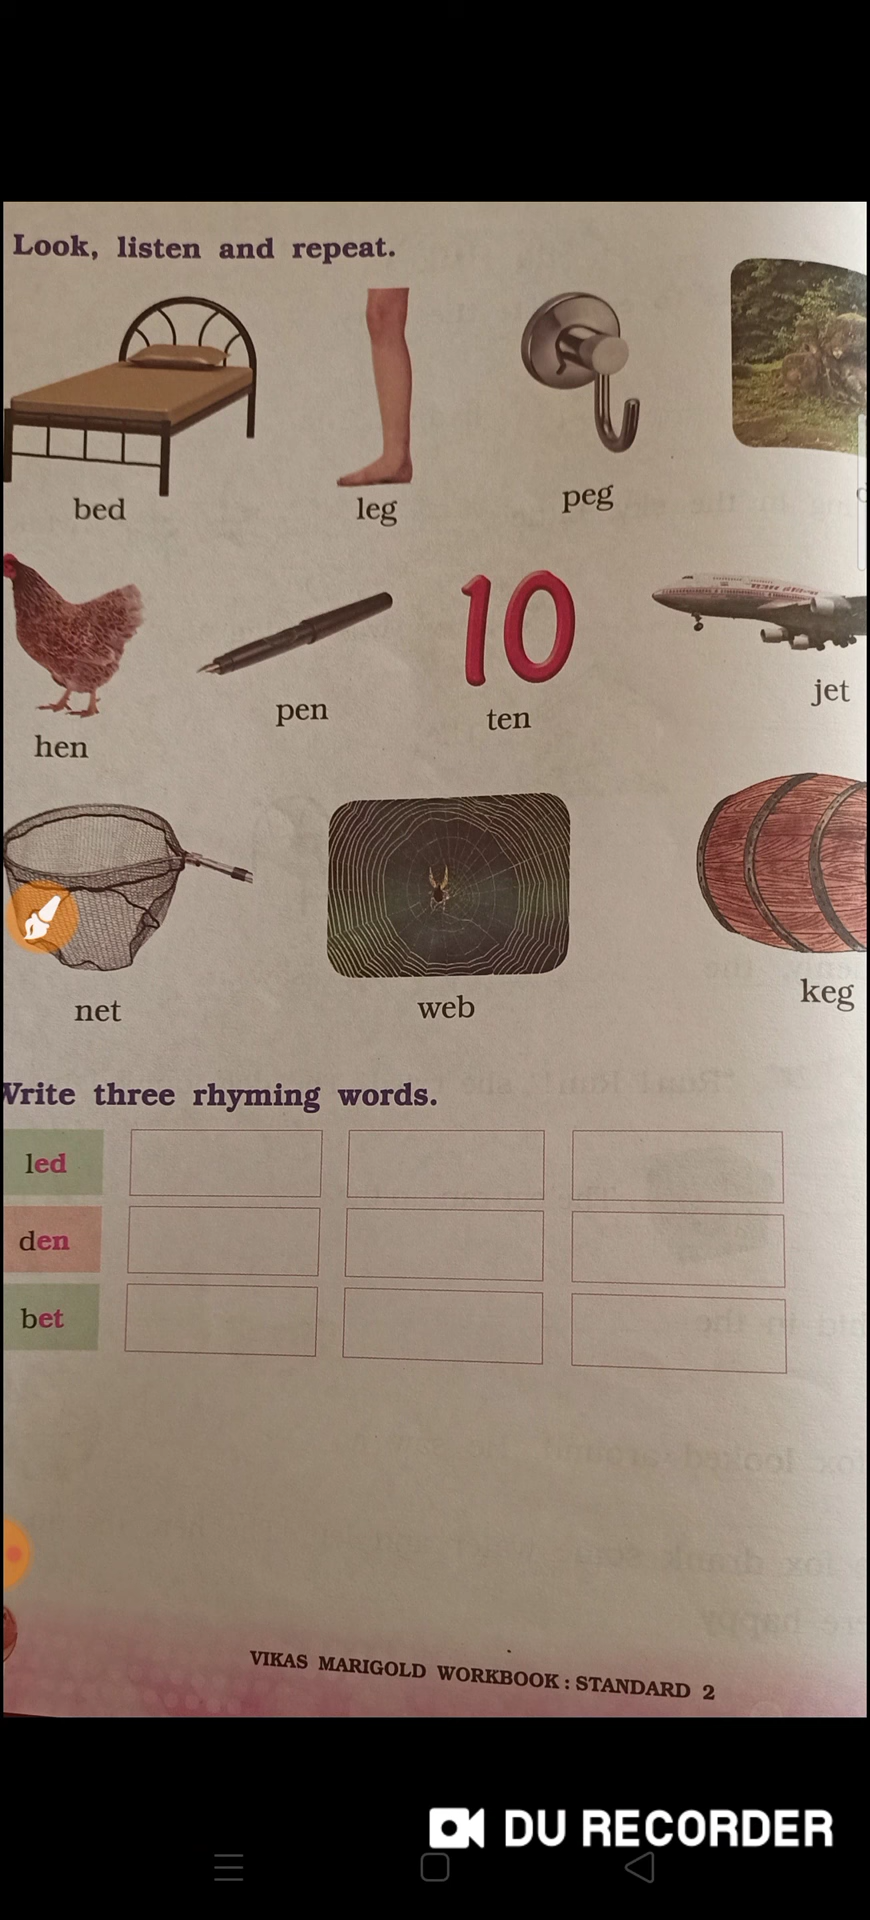 Look, listen and repeat.
bed
leg
peg
10
hen
pen
ten
jet
net
web
keg
Write three rhyming words.
led
den
bet
VIKAS MARIGOLD WORKBOOK : STANDARD 2
DU RECORDER